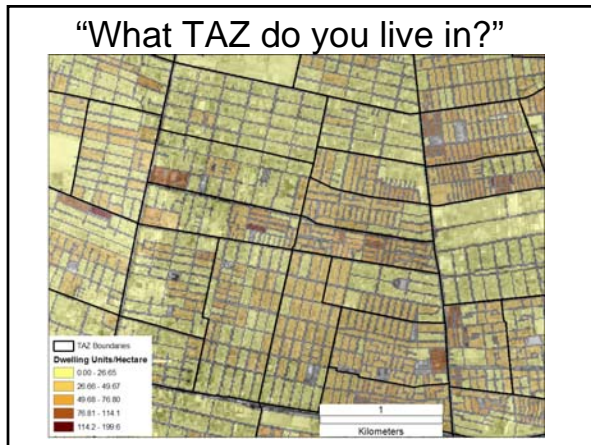 “What TAZ do you live in?”
TAZ Boundaries
Dwelling Units/Hectare
0.00 - 26.65
26.66 - 49.67
49.68 - 76.80
76.81 - 114.1
114.2 - 199.6
1
Kilometers